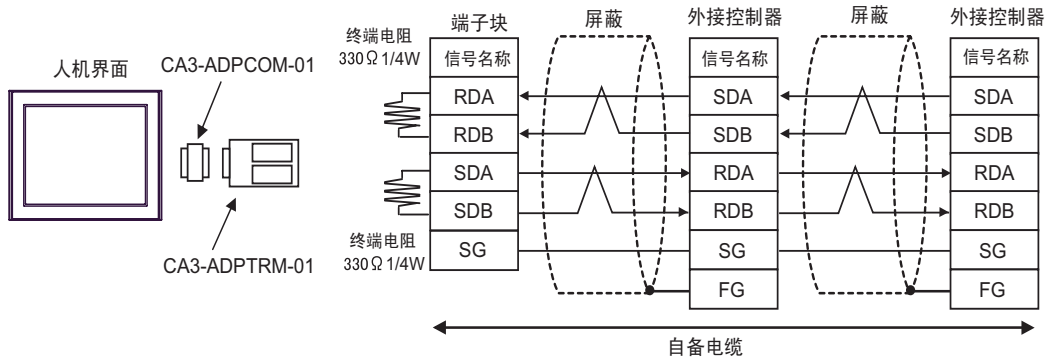 人机界面
CA3-ADPCOM-01
CA3-ADPTRM-01
终端电阻
330Ω 1/4W
终端电阻
330Ω 1/4W
端子块
信号名称
RDA
RDB
SDA
SDB
SG
屏蔽
外接控制器
信号名称
SDA
SDB
RDA
RDB
SG
FG
屏蔽
外接控制器
信号名称
SDA
SDB
RDA
RDB
SG
FG
自备电缆